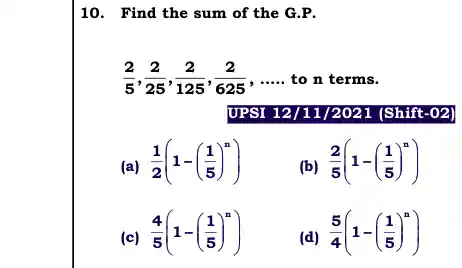 10. Find the sum of the G.P.
2/5, 2/25, 2/125, 2/625, ..... to n terms.
UPSI 12/11/2021 (Shift-02)
(a) 1/2(1-(1/5)ⁿ) (b) 2/5(1-(1/5)ⁿ)
(c) 4/5(1-(1/5)ⁿ) (d) 5/4(1-(1/5)ⁿ)